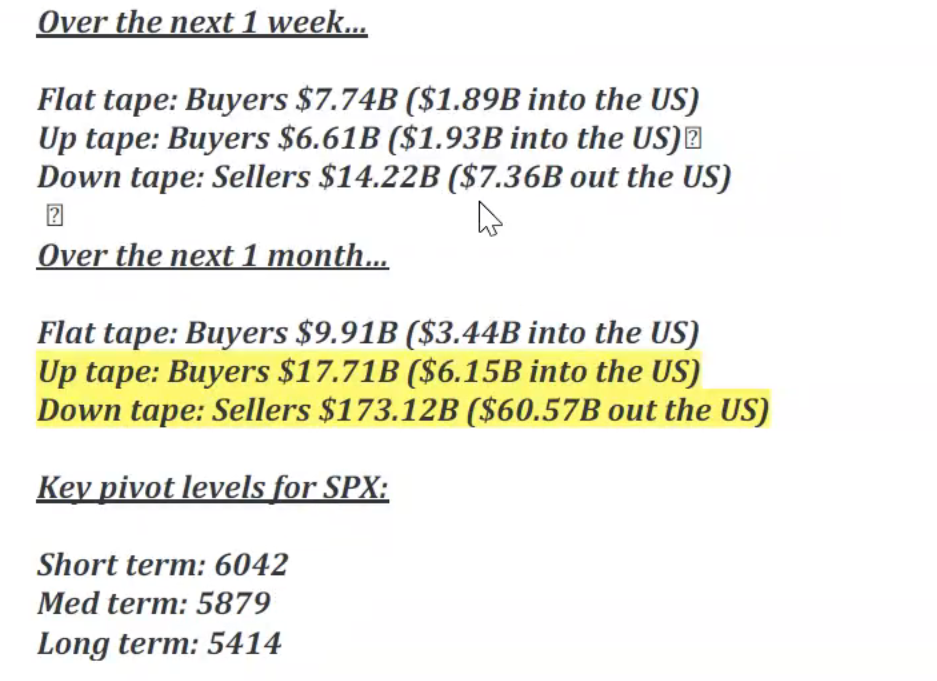 Over the next 1 week...
Flat tape: Buyers $7.74B ($1.89B into the US)
Up tape: Buyers $6.61B ($1.93B into the US)⍰
Down tape: Sellers $14.22B ($7.36B out the US)
⍰
Over the next 1 month...
Flat tape: Buyers $9.91B ($3.44B into the US)
Up tape: Buyers $17.71B ($6.15B into the US)
Down tape: Sellers $173.12B ($60.57B out the US)
Key pivot levels for SPX:
Short term: 6042
Med term: 5879
Long term: 5414